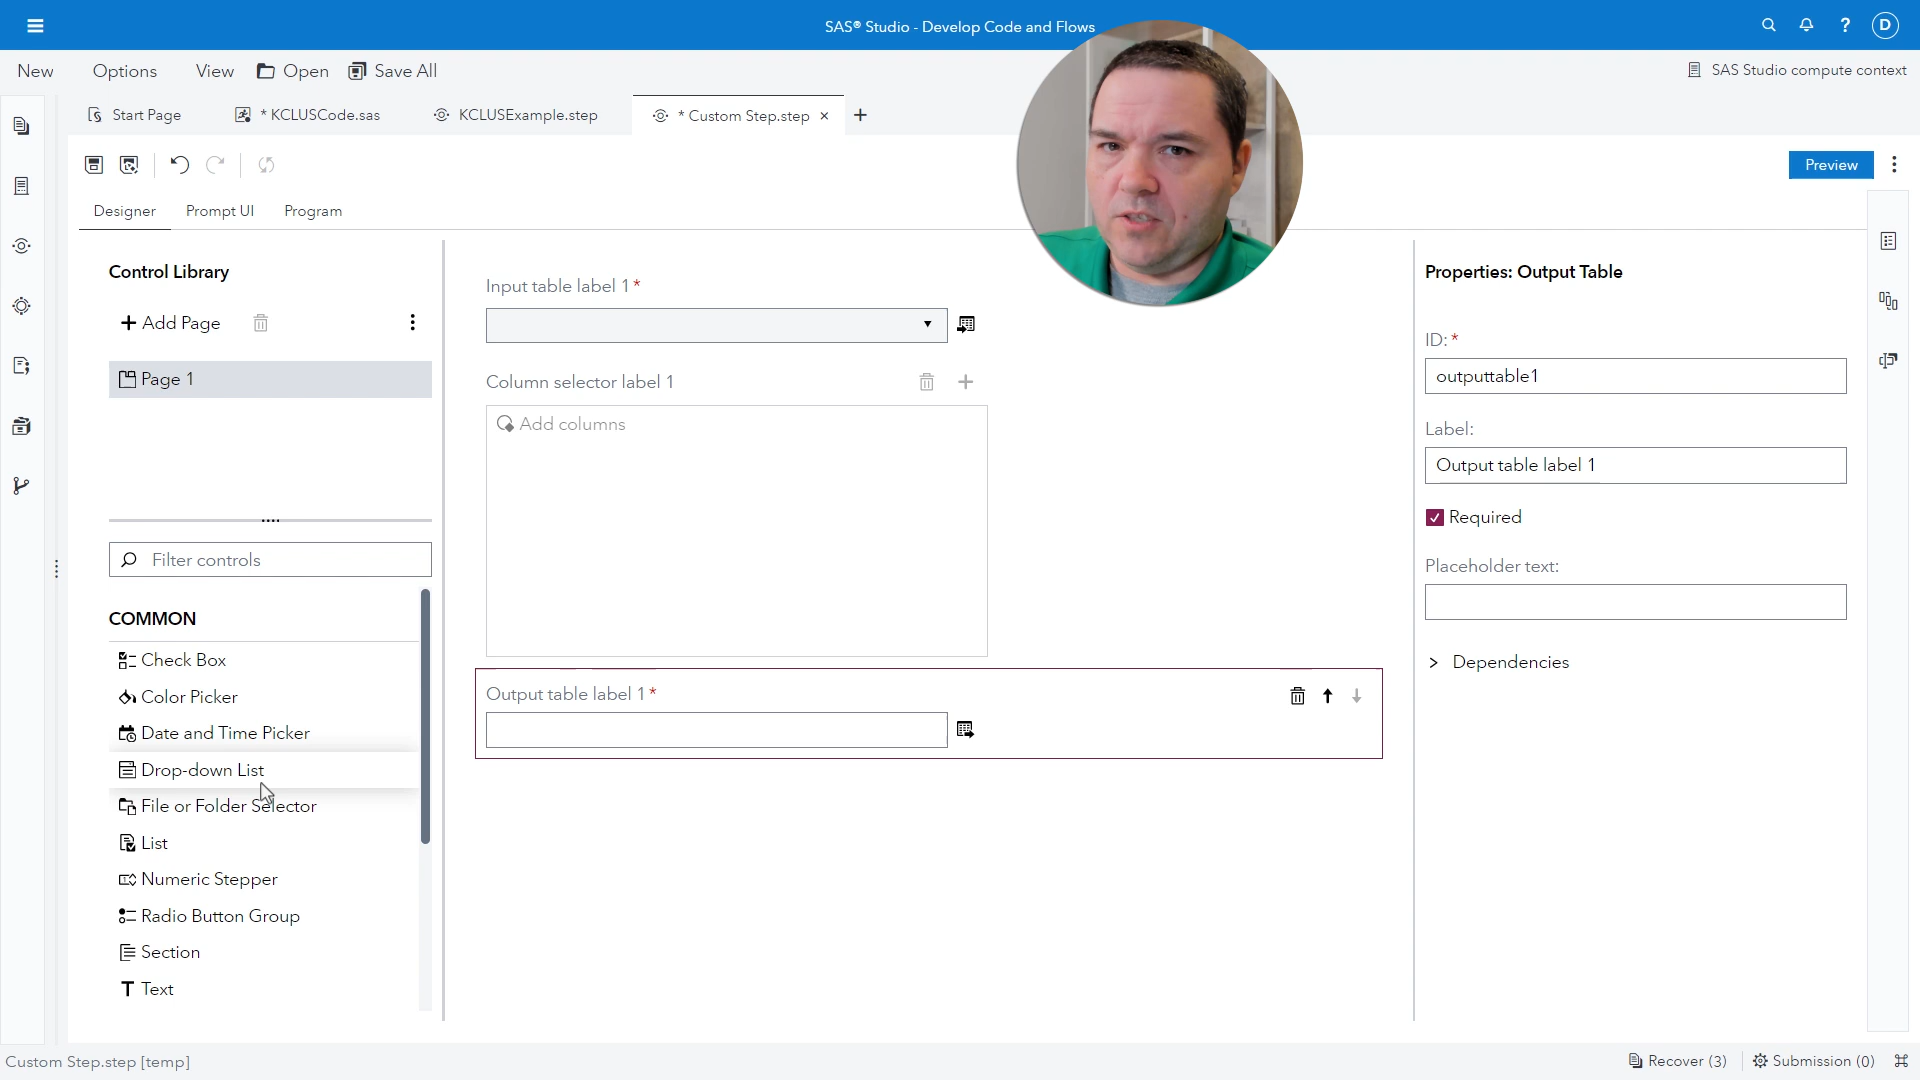 SAS® Studio - Develop Code and Flows
D
New Options View Open Save All
SAS Studio compute context
Start Page
* KCLUSCode.sas
KCLUSExample.step
* Custom Step.step
Preview
Designer Prompt UI Program
Control Library
Add Page
Page 1
Filter controls
COMMON
Check Box
Color Picker
Date and Time Picker
Drop-down List
File or Folder Selector
List
Numeric Stepper
Radio Button Group
Section
Text
Input table label 1*
Column selector label 1
Add columns
Output table label 1*
Properties: Output Table
ID:*
outputtable1
Label:
Output table label 1
Required
Placeholder text:
Dependencies
Custom Step.step [temp]
Recover (3)
Submission (0)